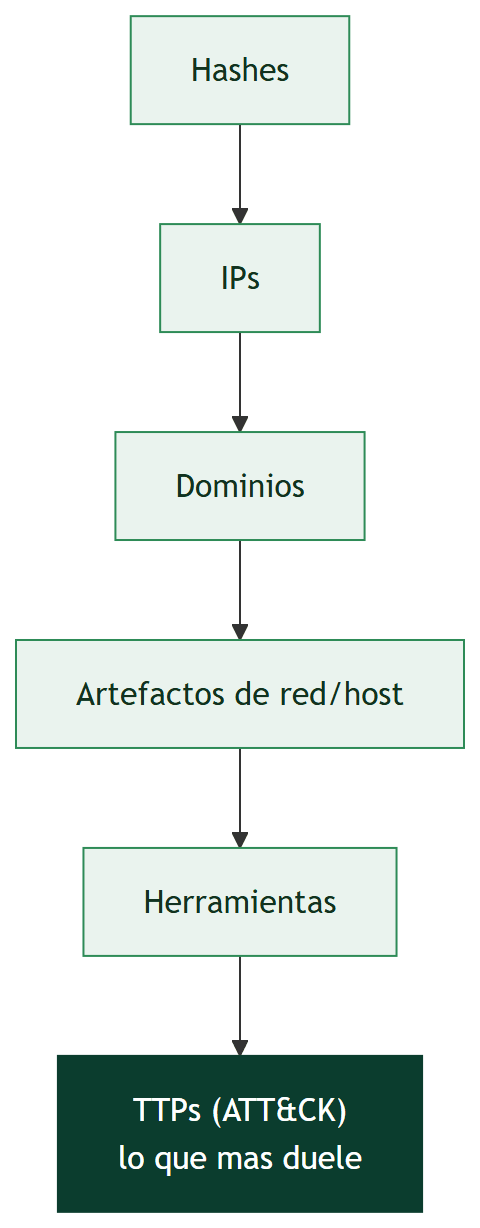 Hashes
IPs
Dominios
Artefactos de red/host
Herramientas
TTPs (ATT&CK)
lo que mas duele